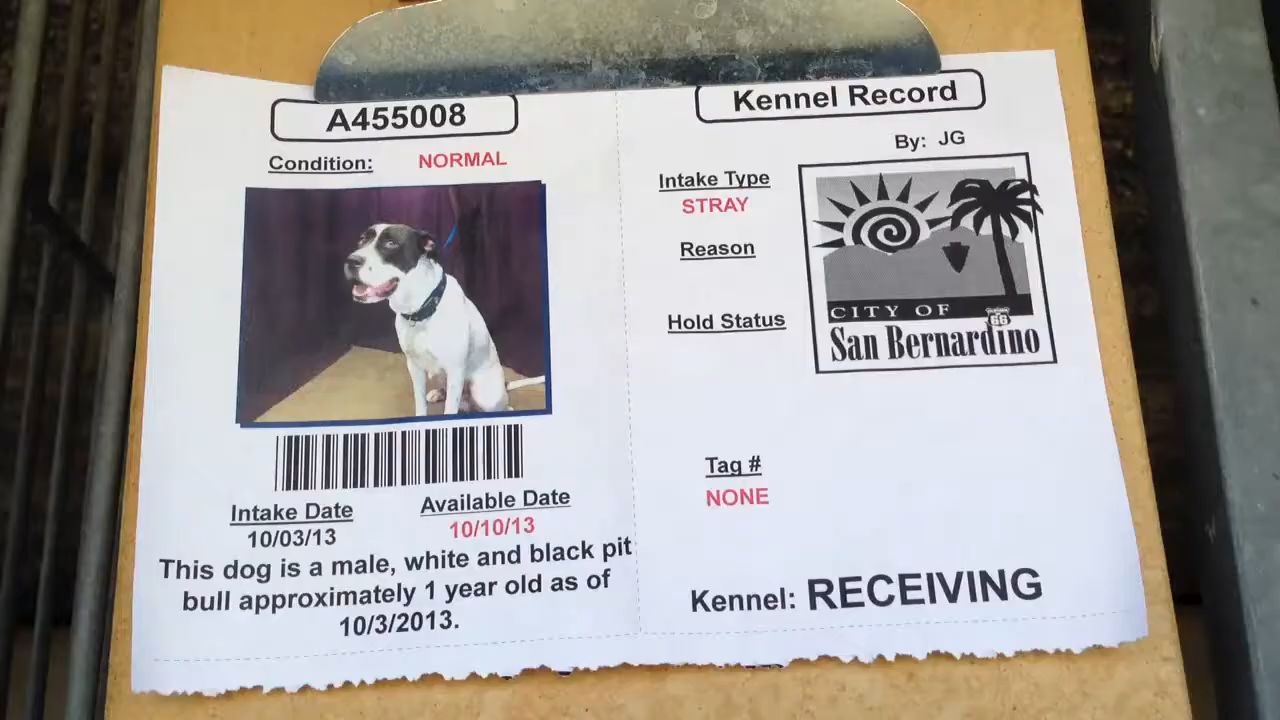 A455008
Condition: NORMAL
Intake Date
10/03/13
Available Date
10/10/13
This dog is a male, white and black pit
bull approximately 1 year old as of
10/3/2013.
Kennel Record
By: JG
Intake Type
STRAY
Reason
Hold Status
CITY OF
66
San Bernardino
Tag #
NONE
Kennel: RECEIVING